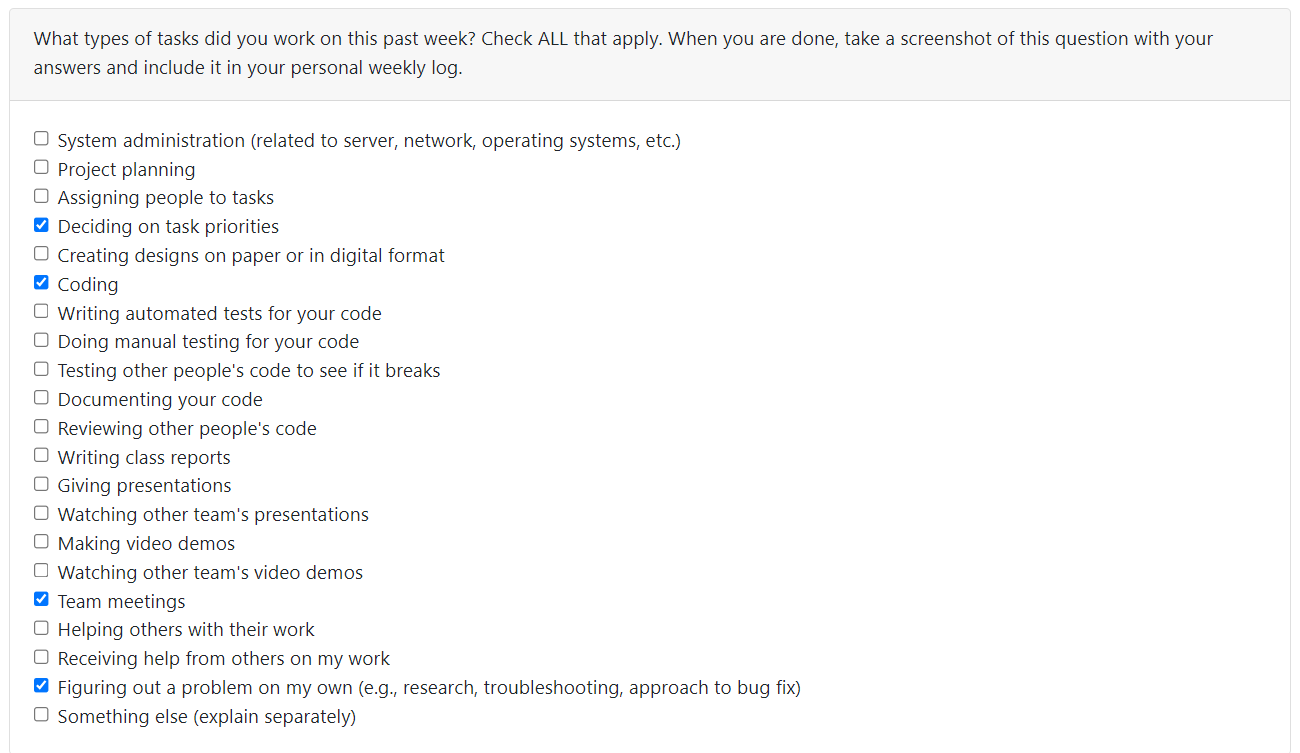 What types of tasks did you work on this past week? Check ALL that apply. When you are done, take a screenshot of this question with your
answers and include it in your personal weekly log.
System administration (related to server, network, operating systems, etc.)
Project planning
Assigning people to tasks
Deciding on task priorities
Creating designs on paper or in digital format
Coding
Writing automated tests for your code
Doing manual testing for your code
Testing other people's code to see if it breaks
Documenting your code
Reviewing other people's code
Writing class reports
Giving presentations
Watching other team's presentations
Making video demos
Watching other team's video demos
Team meetings
Helping others with their work
Receiving help from others on my work
Figuring out a problem on my own (e.g., research, troubleshooting, approach to bug fix)
Something else (explain separately)